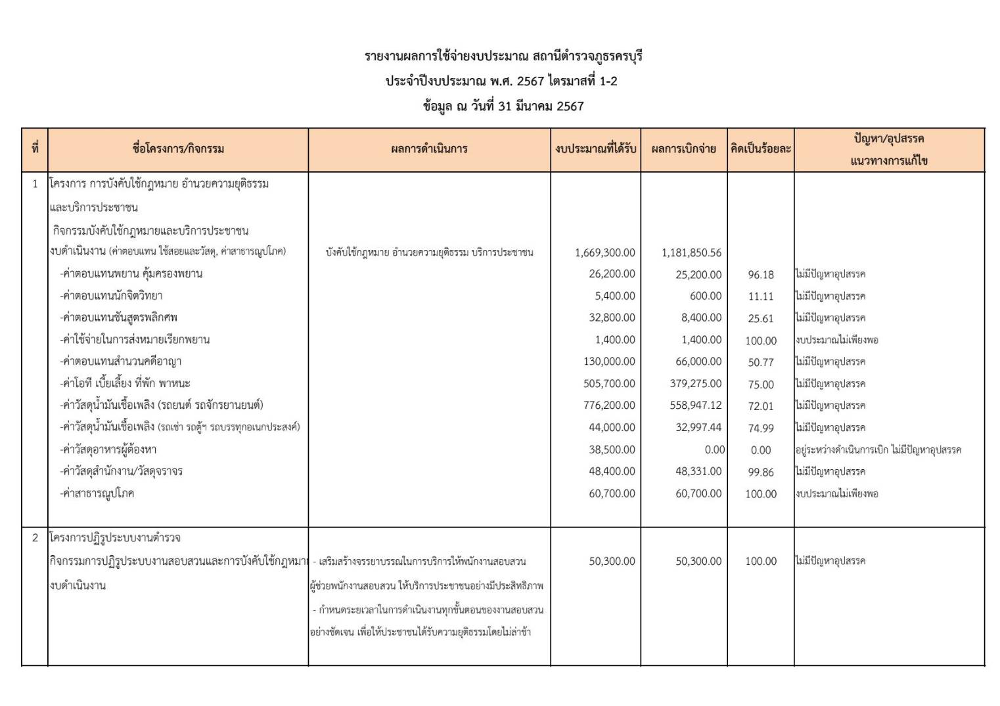 รายงานผลการใช้จ่ายงบประมาณ สถานีตำรวจภูธรครบุรี
ประจำปีงบประมาณ พ.ศ. 2567 ไตรมาสที่ 1-2
ข้อมูล ณ วันที่ 31 มีนาคม 2567
ที่ ชื่อโครงการ/กิจกรรม ผลการดำเนินการ งบประมาณที่ได้รับ ผลการเบิกจ่าย คิดเป็นร้อยละ ปัญหา/อุปสรรค
แนวทางการแก้ไข
1 โครงการ การบังคับใช้กฎหมาย อำนวยความยุติธรรม
และบริการประชาชน
กิจกรรมบังคับใช้กฎหมายและบริการประชาชน
งบดำเนินงาน (ค่าตอบแทน ใช้สอยและวัสดุ, ค่าสาธารณูปโภค) บังคับใช้กฎหมาย อำนวยความยุติธรรม บริการประชาชน 1,669,300.00 1,181,850.56
-ค่าตอบแทนพยาน คุ้มครองพยาน 26,200.00 25,200.00 96.18 ไม่มีปัญหาอุปสรรค
-ค่าตอบแทนนักจิตวิทยา 5,400.00 600.00 11.11 ไม่มีปัญหาอุปสรรค
-ค่าตอบแทนชันสูตรพลิกศพ 32,800.00 8,400.00 25.61 ไม่มีปัญหาอุปสรรค
-ค่าใช้จ่ายในการส่งหมายเรียกพยาน 1,400.00 1,400.00 100.00 งบประมาณไม่เพียงพอ
-ค่าตอบแทนสำนวนคดีอาญา 130,000.00 66,000.00 50.77 ไม่มีปัญหาอุปสรรค
-ค่าโอที เบี้ยเลี้ยง ที่พัก พาหนะ 505,700.00 379,275.00 75.00 ไม่มีปัญหาอุปสรรค
-ค่าวัสดุน้ำมันเชื้อเพลิง (รถยนต์ รถจักรยานยนต์) 776,200.00 558,947.12 72.01 ไม่มีปัญหาอุปสรรค
-ค่าวัสดุน้ำมันเชื้อเพลิง (รถเช่า รถตู้ฯ รถบรรทุกอเนกประสงค์) 44,000.00 32,997.44 74.99 ไม่มีปัญหาอุปสรรค
-ค่าวัสดุอาหารผู้ต้องหา 38,500.00 0.00 0.00 อยู่ระหว่างดำเนินการเบิก ไม่มีปัญหาอุปสรรค
-ค่าวัสดุสำนักงาน/วัสดุจราจร 48,400.00 48,331.00 99.86 ไม่มีปัญหาอุปสรรค
-ค่าสาธารณูปโภค 60,700.00 60,700.00 100.00 งบประมาณไม่เพียงพอ
2 โครงการปฏิรูประบบงานตำรวจ
กิจกรรมการปฏิรูประบบงานสอบสวนและการบังคับใช้กฎหมา - เสริมสร้างจรรยาบรรณในการบริการให้พนักงานสอบสวน 50,300.00 50,300.00 100.00 ไม่มีปัญหาอุปสรรค
งบดำเนินงาน ผู้ช่วยพนักงานสอบสวน ให้บริการประชาชนอย่างมีประสิทธิภาพ
- กำหนดระยเวลาในการดำเนินงานทุกขั้นตอนของงานสอบสวน
อย่างชัดเจน เพื่อให้ประชาชนได้รับความยุติธรรมโดยไม่ล่าช้า